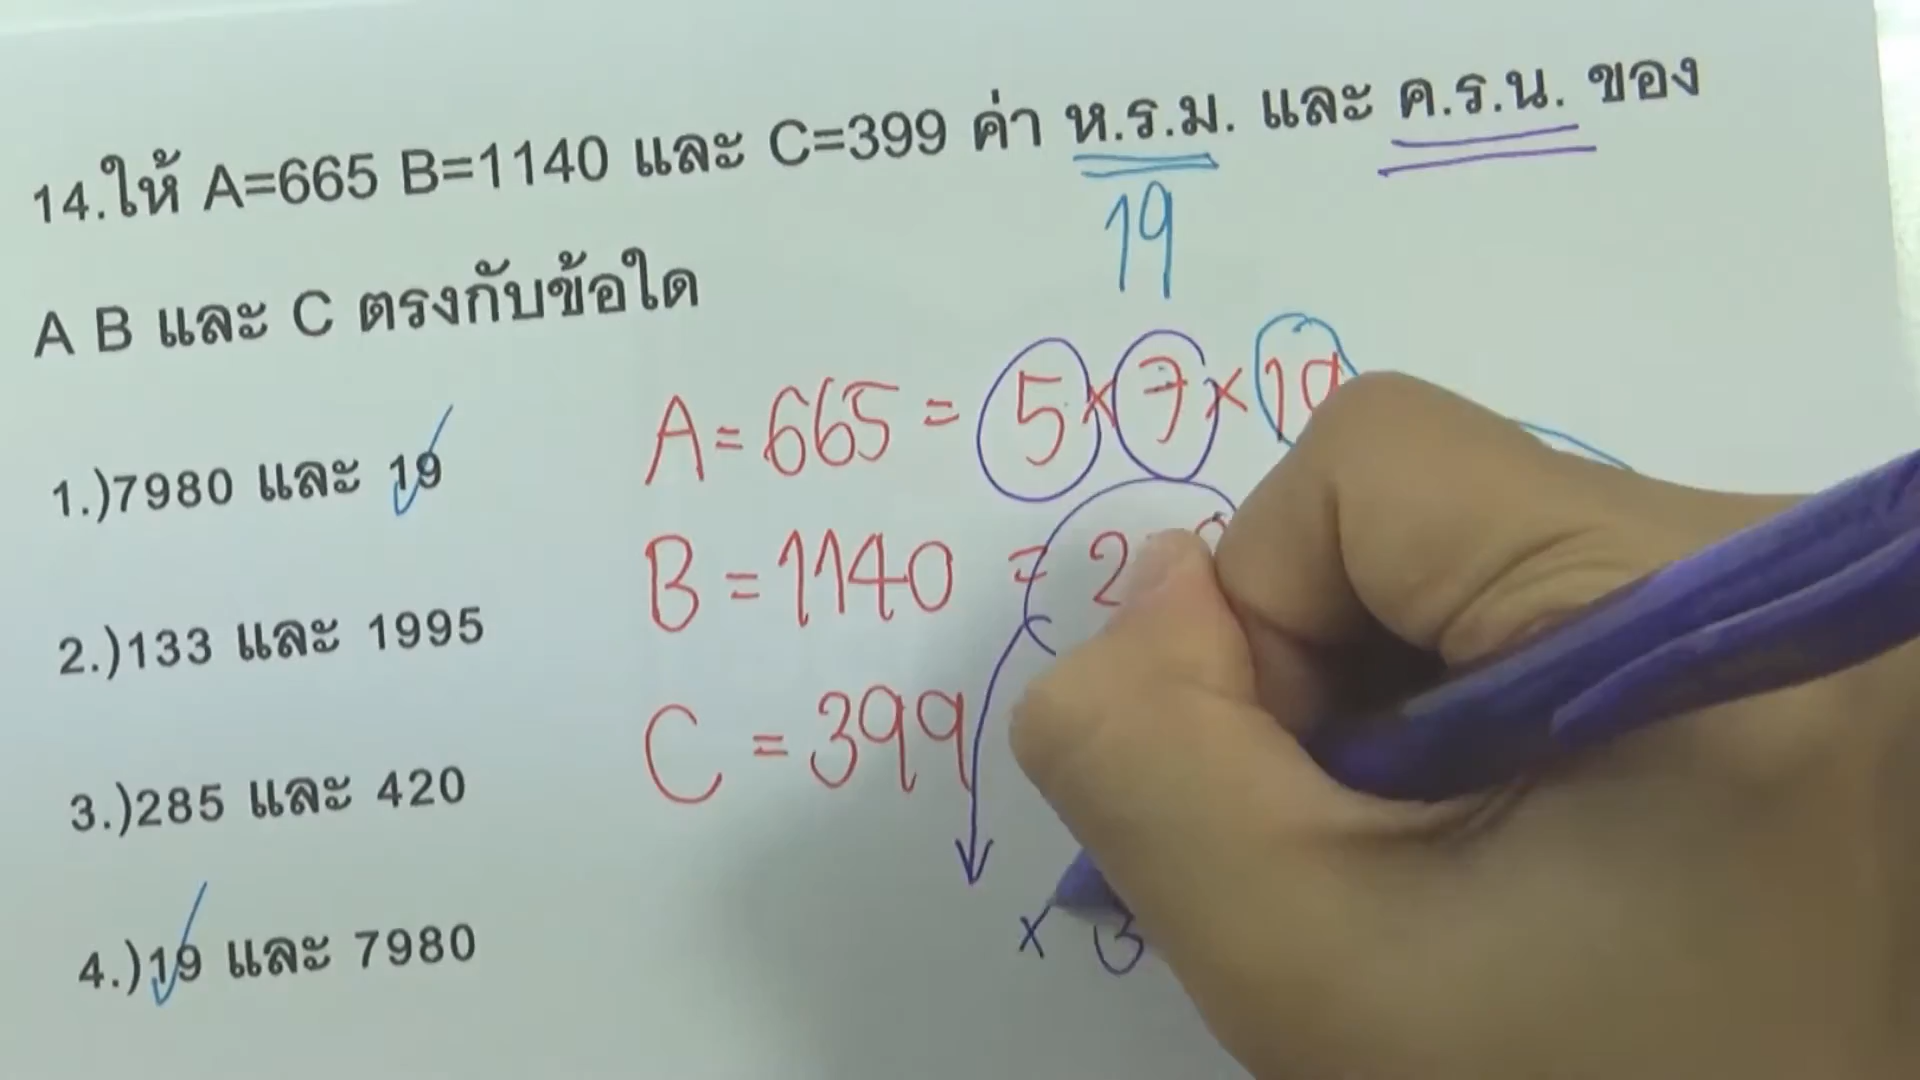 14.ให้ A=665 B=1140 และ C=399 ค่า ห.ร.ม. และ ค.ร.น. ของ
19
A B และ C ตรงกับข้อใด
1.)7980 และ 19
2.)133 และ 1995
3.)285 และ 420
4.)19 และ 7980
A = 665 = 5 × 7 × 19
B = 1140 = 2
C = 399
× 3